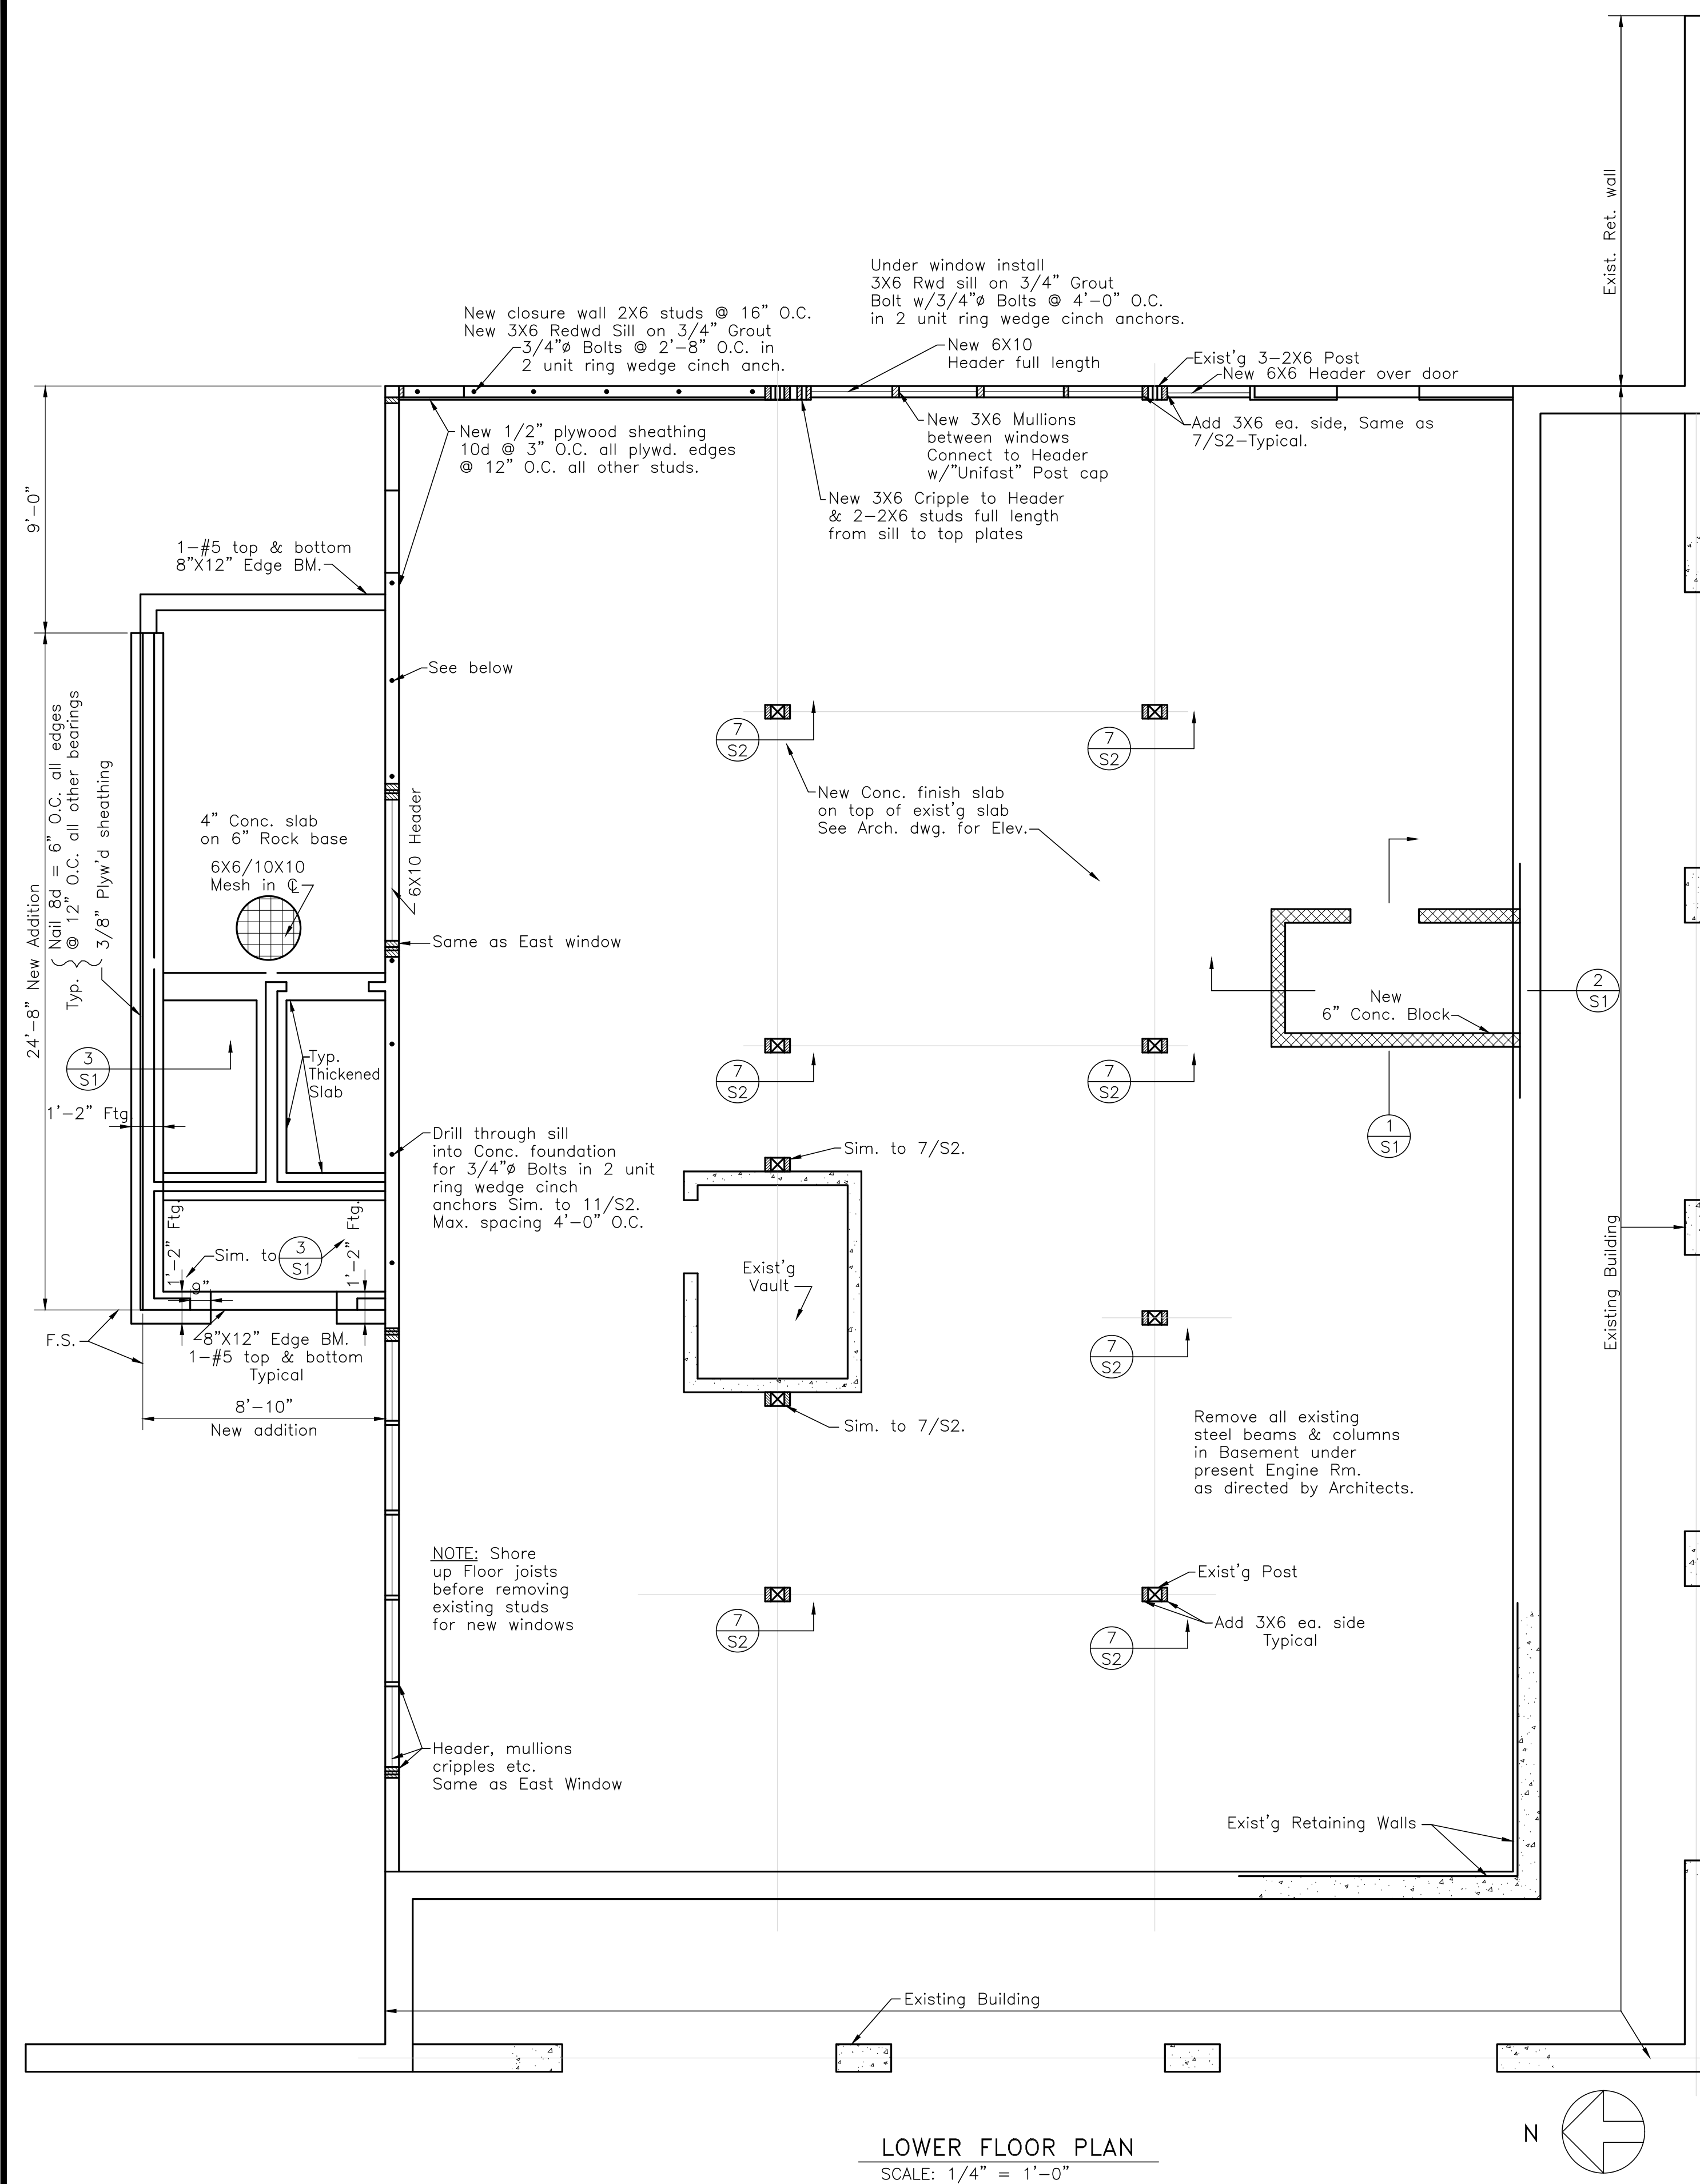 Exist. Ret. wall
Under window install
3X6 Rwd sill on 3/4" Grout
Bolt w/3/4"ø Bolts @ 4'-0" O.C.
in 2 unit ring wedge cinch anchors.
New closure wall 2X6 studs @ 16" O.C.
New 3X6 Redwd Sill on 3/4" Grout
3/4"ø Bolts @ 2'-8" O.C. in
2 unit ring wedge cinch anch.
New 6X10
Header full length
Exist'g 3-2X6 Post
New 6X6 Header over door
New 1/2" plywood sheathing
10d @ 3" O.C. all plywd. edges
@ 12" O.C. all other studs.
New 3X6 Mullions
between windows
Connect to Header
w/"Unifast" Post cap
Add 3X6 ea. side, Same as
7/S2-Typical.
New 3X6 Cripple to Header
& 2-2X6 studs full length
from sill to top plates
9'-0"
1-#5 top & bottom
8"X12" Edge BM.
See below
7
S2
7
S2
New Conc. finish slab
on top of exist'g slab
See Arch. dwg. for Elev.
24'-8" New Addition
Typ.
Nail 8d = 6" O.C. all edges
@ 12" O.C. all other bearings
3/8" Plyw'd sheathing
4" Conc. slab
on 6" Rock base
6X6/10X10
Mesh in ℄
6X10 Header
Same as East window
New
6" Conc. Block
2
S1
3
S1
Typ.
Thickened
Slab
7
S2
7
S2
1
S1
1'-2" Ftg.
Drill through sill
into Conc. foundation
for 3/4"ø Bolts in 2 unit
ring wedge cinch
anchors Sim. to 11/S2.
Max. spacing 4'-0" O.C.
Sim. to 7/S2.
1'-2" Ftg.
Sim. to
3
S1
1'-2" Ftg.
9"
Exist'g
Vault
Existing Building
F.S.
8"X12" Edge BM.
1-#5 top & bottom
Typical
7
S2
8'-10"
New addition
Sim. to 7/S2.
Remove all existing
steel beams & columns
in Basement under
present Engine Rm.
as directed by Architects.
NOTE: Shore
up Floor joists
before removing
existing studs
for new windows
Exist'g Post
Add 3X6 ea. side
Typical
7
S2
7
S2
Header, mullions
cripples etc.
Same as East Window
Exist'g Retaining Walls
Existing Building
N
LOWER FLOOR PLAN
SCALE: 1/4" = 1'-0"